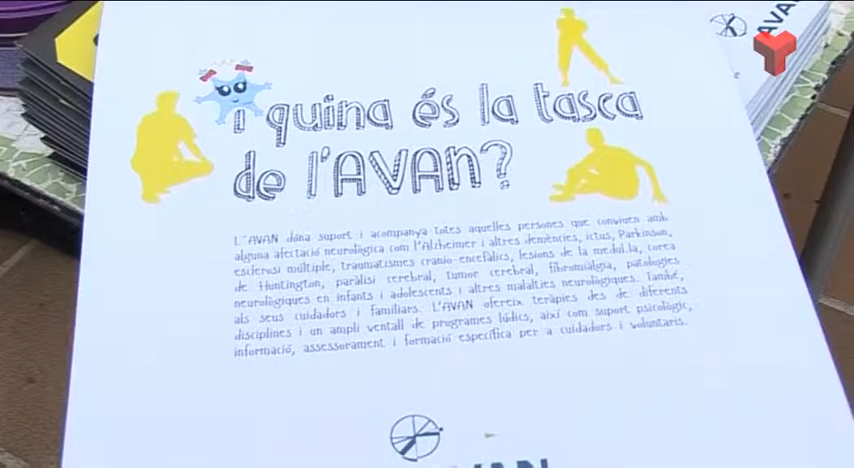 AVAN
i quina és la tasca
de l'AVAN?
L'AVAN dóna suport i acompanya totes aquelles persones que conviuen amb
alguna afectació neurològica com l'Alzheimer i altres demències, ictus, Parkinson,
esclerosi múltiple, traumatismes cranio-encefàlics, lesions de la medul.la, corea
de Huntington, paràlisi cerebral, tumor cerebral, fibromiàlgia, patologies
neurològiques en infants i adolescents i altres malalties neurològiques. També,
als seus cuidadors i familiars. L'AVAN ofereix teràpies des de diferents
disciplines i un ampli ventall de programes lúdics, així com suport psicològic,
informació, assessorament i formació específica per a cuidadors i voluntaris.
AVAN